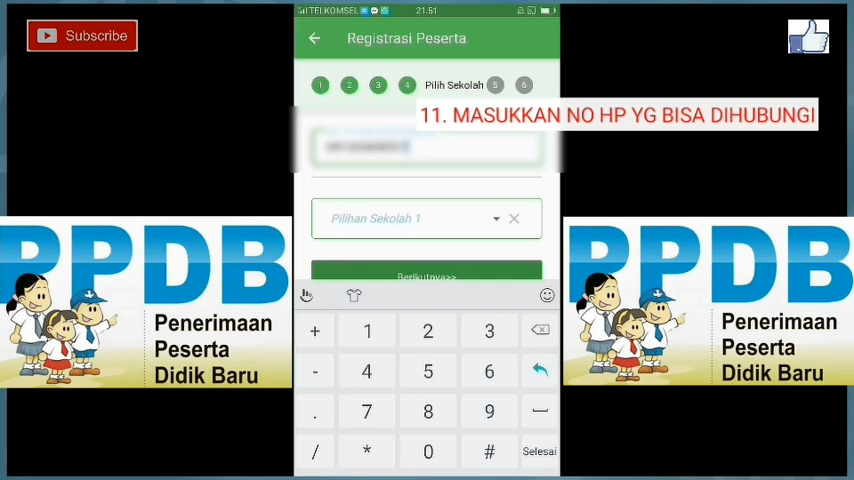 TELKOMSEL
21.51
Subscribe
Registrasi Peserta
1 2 3 4 Pilih Sekolah 5 6
11. MASUKKAN NO HP YG BISA DIHUBUNGI
Pilihan Sekolah 1
Berikutnya>>
PPDB
Penerimaan
Peserta
Didik Baru
PPDB
Penerimaan
Peserta
Didik Baru
+ 1 2 3
- 4 5 6
. 7 8 9
/ * 0 # Selesai